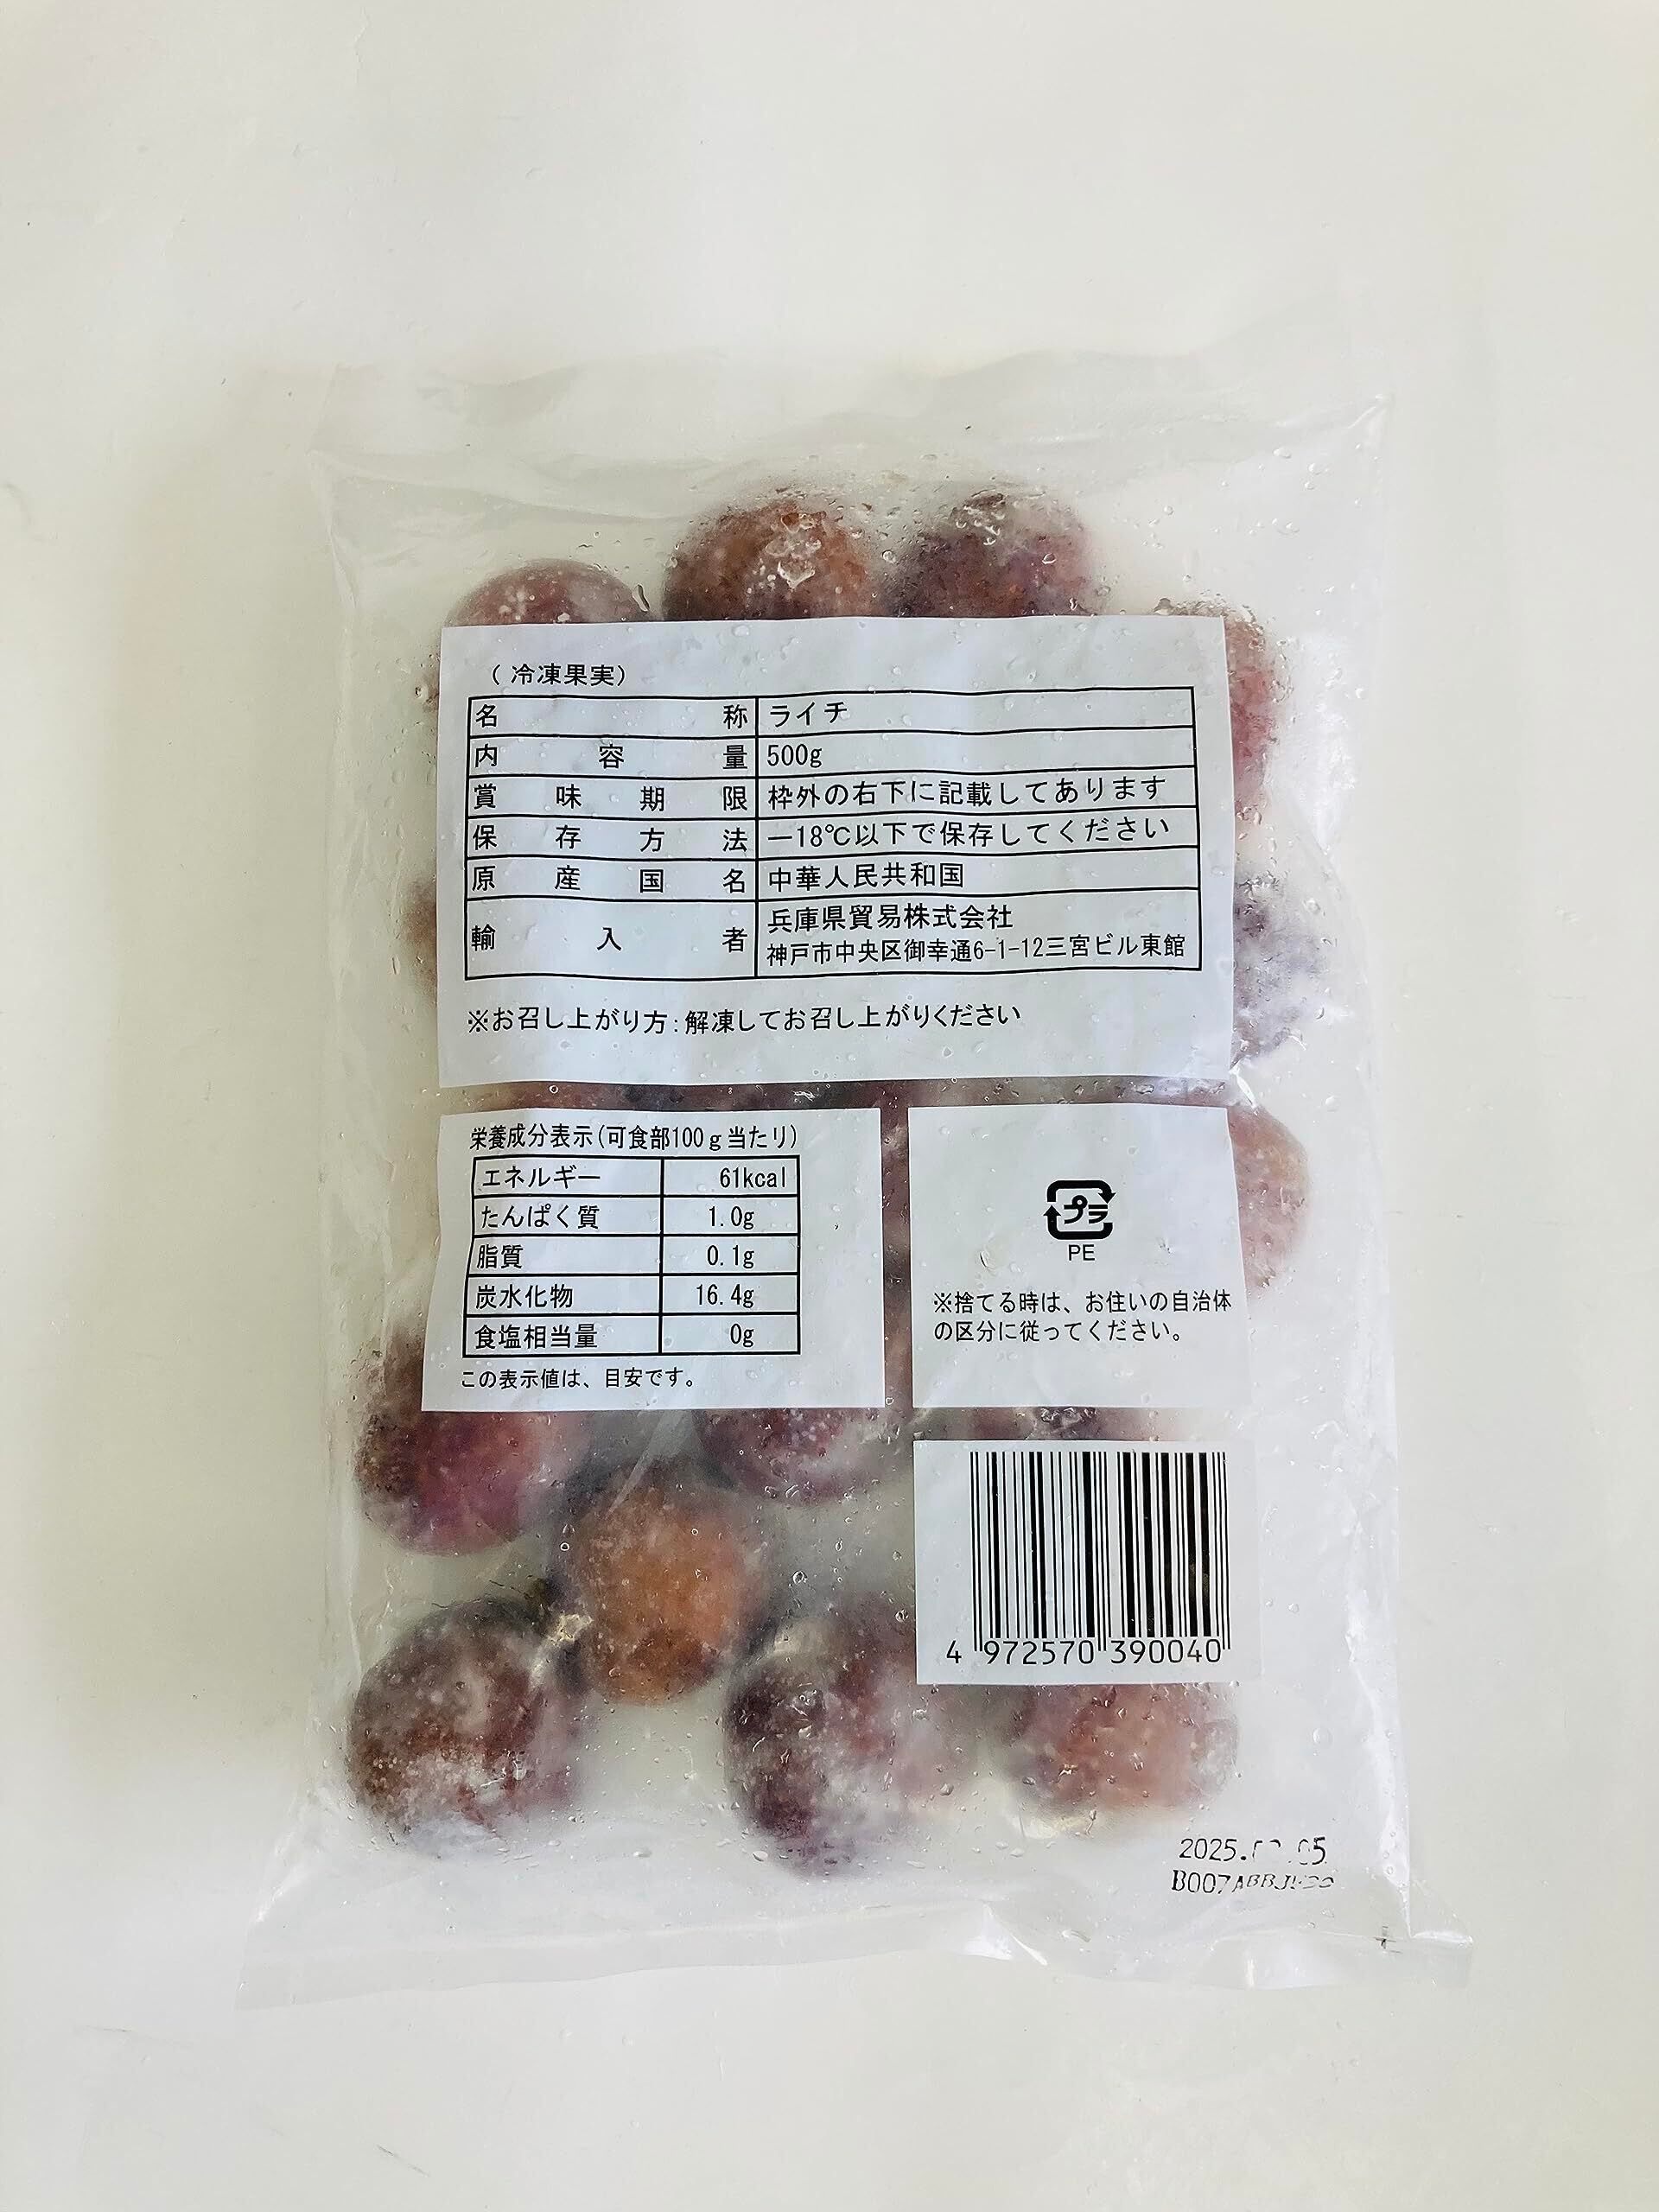 （冷凍果実）
名称 ライチ
内容量 500g
賞味期限 枠外の右下に記載してあります
保存方法 ー18℃以下で保存してください
原産国名 中華人民共和国
輸入者 兵庫県貿易株式会社
神戸市中央区御幸通6-1-12三宮ビル東館
※お召し上がり方：解凍してお召し上がりください
栄養成分表示(可食部100ｇ当たり)
エネルギー 61kcal
たんぱく質 1.0g
脂質 0.1g
炭水化物 16.4g
食塩相当量 0g
この表示値は、目安です。
プラ
PE
※捨てる時は、お住いの自治体
の区分に従ってください。
4 972570 390040
2025.